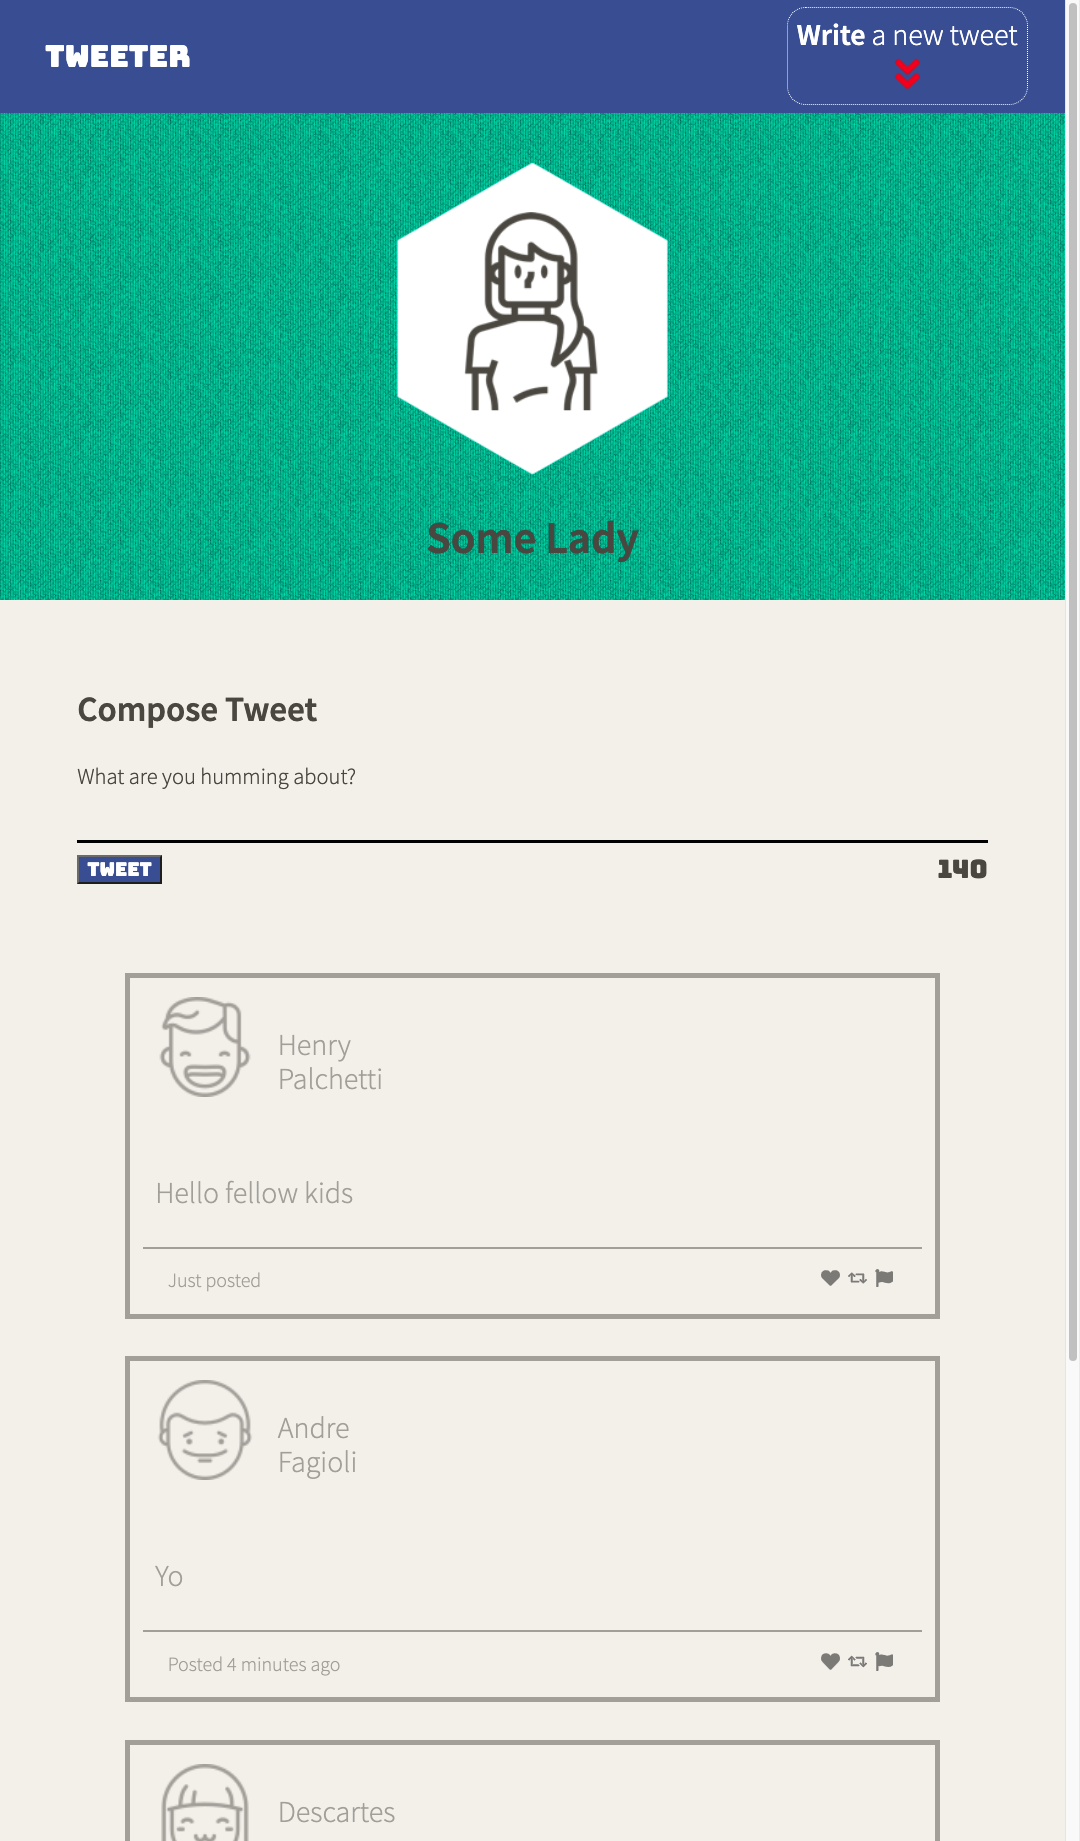 TWEETER
Write a new tweet
Some Lady
Compose Tweet
What are you humming about?
TWEET
140
Henry
Palchetti
Hello fellow kids
Just posted
Andre
Fagioli
Yo
Posted 4 minutes ago
Descartes